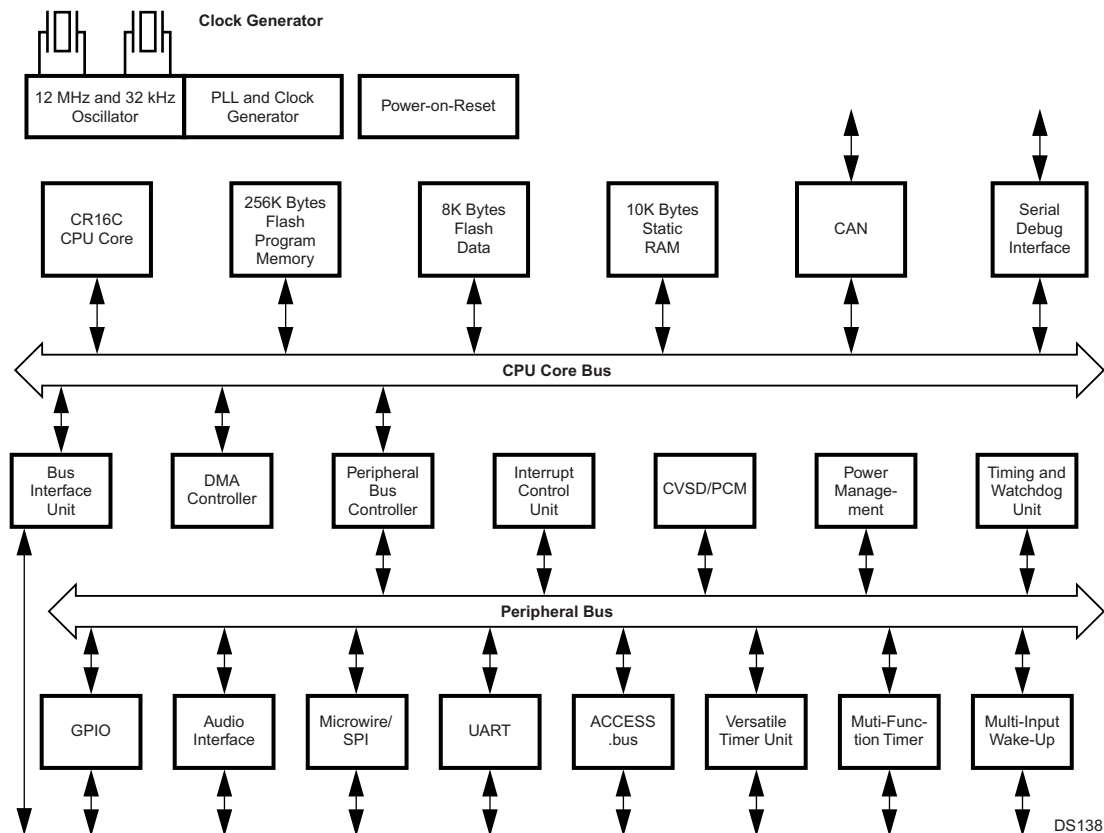 Clock Generator
12 MHz and 32 kHz
Oscillator
PLL and Clock
Generator
Power-on-Reset
CR16C
CPU Core
256K Bytes
Flash
Program
Memory
8K Bytes
Flash
Data
10K Bytes
Static
RAM
CAN
Serial
Debug
Interface
CPU Core Bus
Bus
Interface
Unit
DMA
Controller
Peripheral
Bus
Controller
Interrupt
Control
Unit
CVSD/PCM
Power
Manage-
ment
Timing and
Watchdog
Unit
Peripheral Bus
GPIO
Audio
Interface
Microwire/
SPI
UART
ACCESS
.bus
Versatile
Timer Unit
Muti-Func-
tion Timer
Multi-Input
Wake-Up
DS138